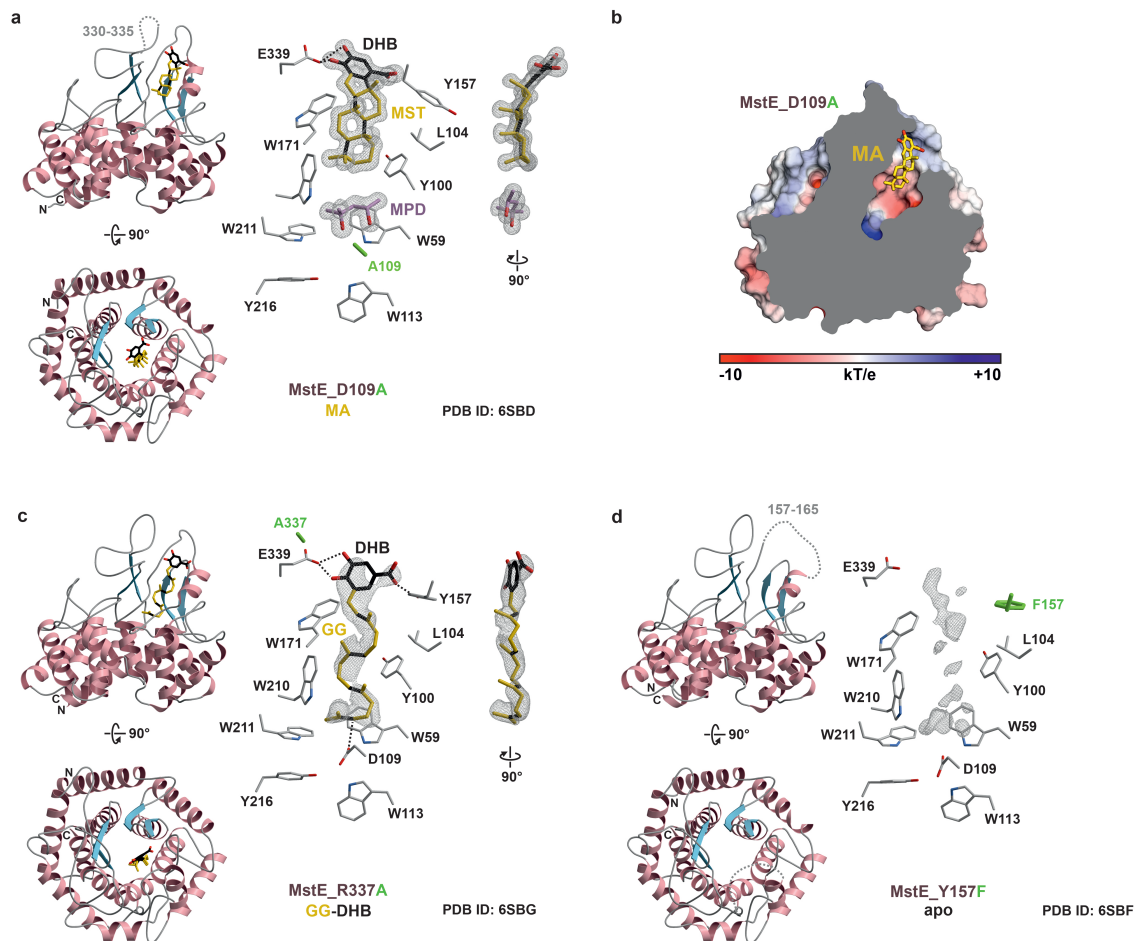 a
330-335
N
C
90°
N
C
E339
DHB
Y157
MST
W171
L104
Y100
MPD
W211
W59
A109
Y216
W113
90°
MstE_D109A
MA
PDB ID: 6SBD
b
MstE_D109A
MA
-10
kT/e
+10
c
C
N
90°
N
C
A337
E339
DHB
Y157
GG
W171
L104
W210
Y100
W211
W59
D109
Y216
W113
90°
MstE_R337A
GG-DHB
PDB ID: 6SBG
d
157-165
C
N
90°
N
C
E339
F157
L104
W171
Y100
W210
W59
W211
D109
Y216
W113
MstE_Y157F
apo
PDB ID: 6SBF